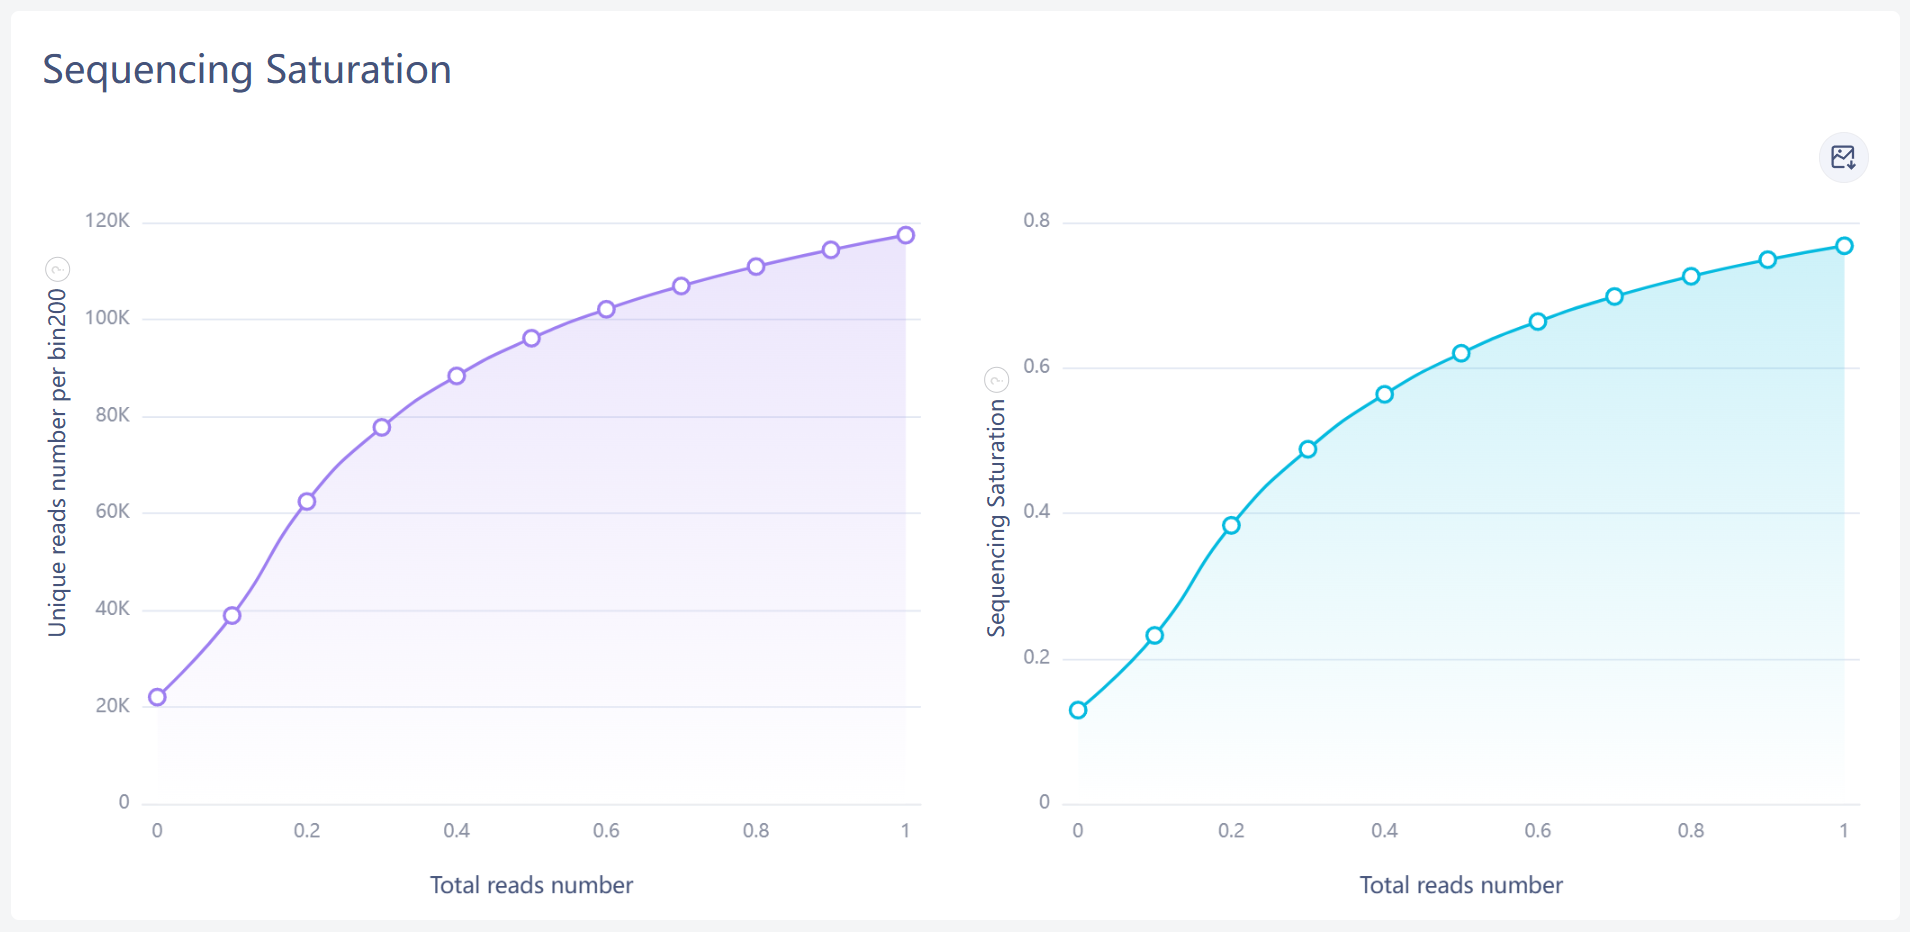 Sequencing Saturation
Unique reads number per bin200 ?
120K
100K
80K
60K
40K
20K
0
0 0.2 0.4 0.6 0.8 1
Total reads number
Sequencing Saturation ?
0.8
0.6
0.4
0.2
0
0 0.2 0.4 0.6 0.8 1
Total reads number